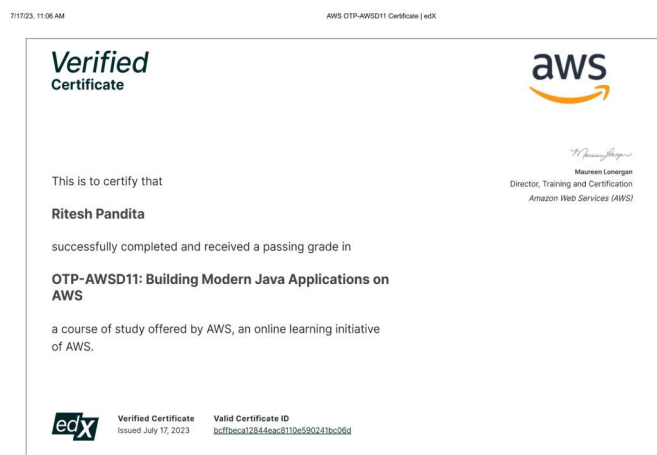 7/17/23, 11:06 AM AWS OTP-AWSD11 Certificate | edX
Verified
Certificate
aws
Maureen Lonergan
Director, Training and Certification
Amazon Web Services (AWS)
This is to certify that
Ritesh Pandita
successfully completed and received a passing grade in
OTP-AWSD11: Building Modern Java Applications on
AWS
a course of study offered by AWS, an online learning initiative
of AWS.
edX
Verified Certificate
Issued July 17, 2023
Valid Certificate ID
bcffbeca12844eac8110e590241bc06d